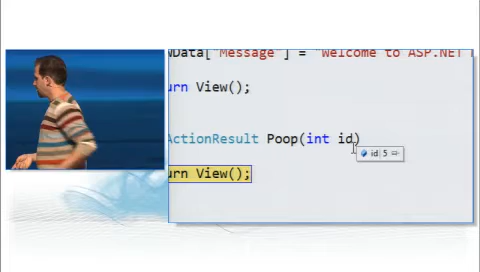 wData["Message"] = "Welcome to ASP.NET
urn View();
ActionResult Poop(int id)
id 5
urn View();